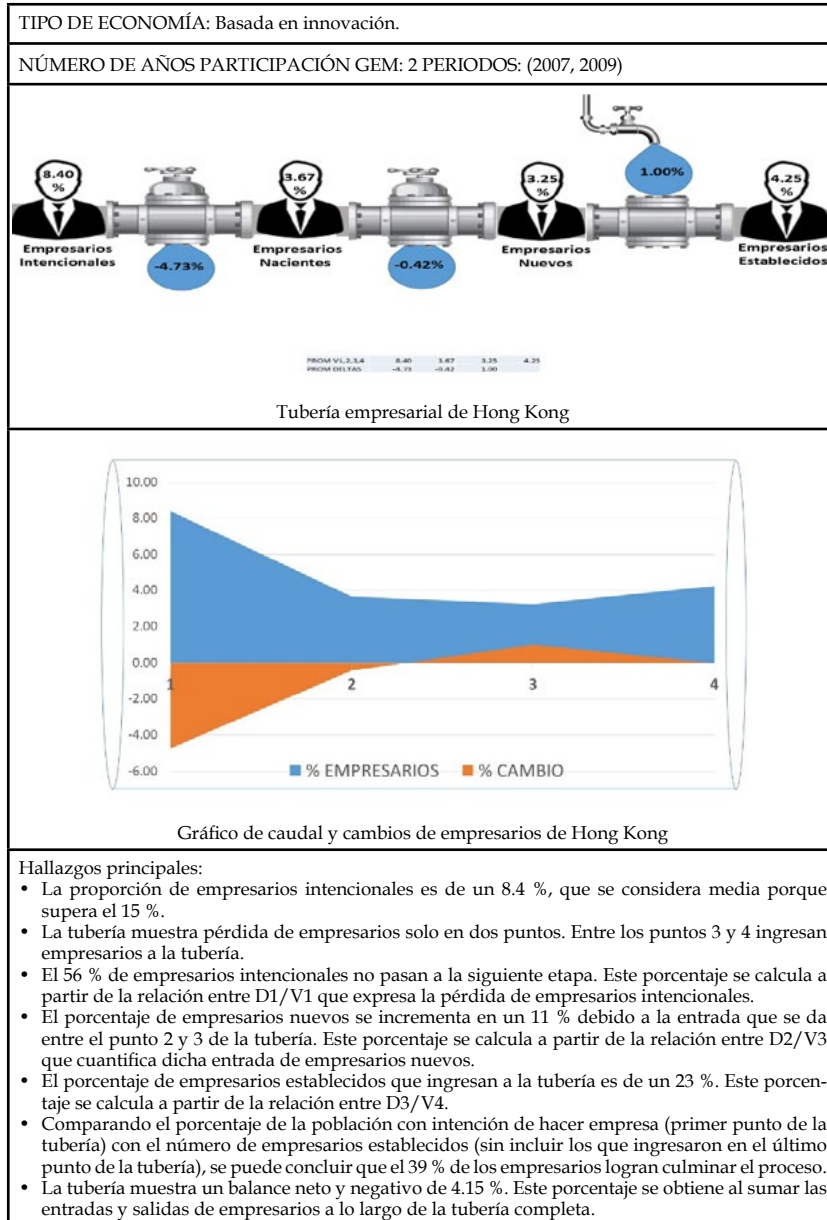 TIPO DE ECONOMÍA: Basada en innovación.
NÚMERO DE AÑOS PARTICIPACIÓN GEM: 2 PERIODOS: (2007, 2009)
8.40
%
3.67
%
3.25
%
1.00%
4.25
%
Empresarios
Intencionales
-4.73%
Empresarios
Nacientes
-0.42%
Empresarios
Nuevos
Empresarios
Establecidos
PROM V1,2,3,4 8.40 3.67 3.25 4.25
PROM DELTAS -4.73 -0.42 1.00
Tubería empresarial de Hong Kong
10.00
8.00
6.00
4.00
2.00
0.00
1 2 3 4
-2.00
-4.00
-6.00
% EMPRESARIOS % CAMBIO
Gráfico de caudal y cambios de empresarios de Hong Kong
Hallazgos principales:
• La proporción de empresarios intencionales es de un 8.4 %, que se considera media porque
supera el 15 %.
• La tubería muestra pérdida de empresarios solo en dos puntos. Entre los puntos 3 y 4 ingresan
empresarios a la tubería.
• El 56 % de empresarios intencionales no pasan a la siguiente etapa. Este porcentaje se calcula a
partir de la relación entre D1/V1 que expresa la pérdida de empresarios intencionales.
• El porcentaje de empresarios nuevos se incrementa en un 11 % debido a la entrada que se da
entre el punto 2 y 3 de la tubería. Este porcentaje se calcula a partir de la relación entre D2/V3
que cuantifica dicha entrada de empresarios nuevos.
• El porcentaje de empresarios establecidos que ingresan a la tubería es de un 23 %. Este porcen-
taje se calcula a partir de la relación entre D3/V4.
• Comparando el porcentaje de la población con intención de hacer empresa (primer punto de la
tubería) con el número de empresarios establecidos (sin incluir los que ingresaron en el último
punto de la tubería), se puede concluir que el 39 % de los empresarios logran culminar el proceso.
• La tubería muestra un balance neto y negativo de 4.15 %. Este porcentaje se obtiene al sumar las
entradas y salidas de empresarios a lo largo de la tubería completa.